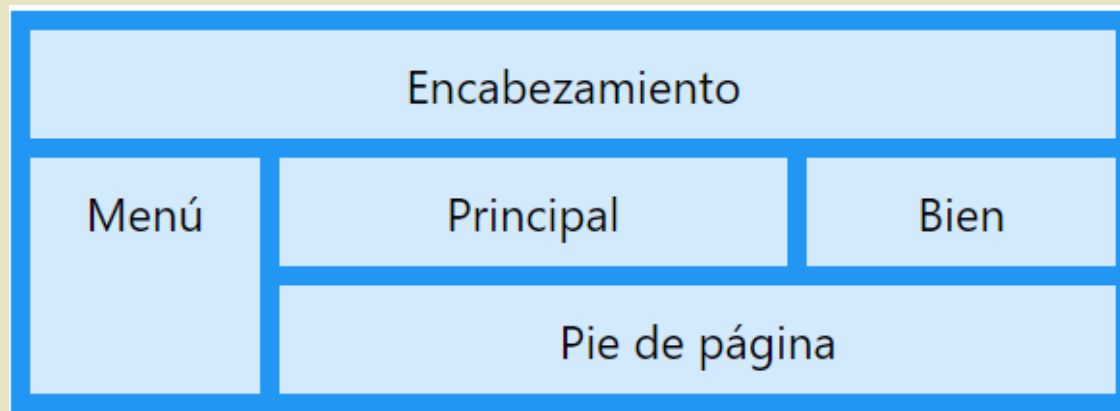 Encabezamiento
Menú
Principal
Bien
Pie de página